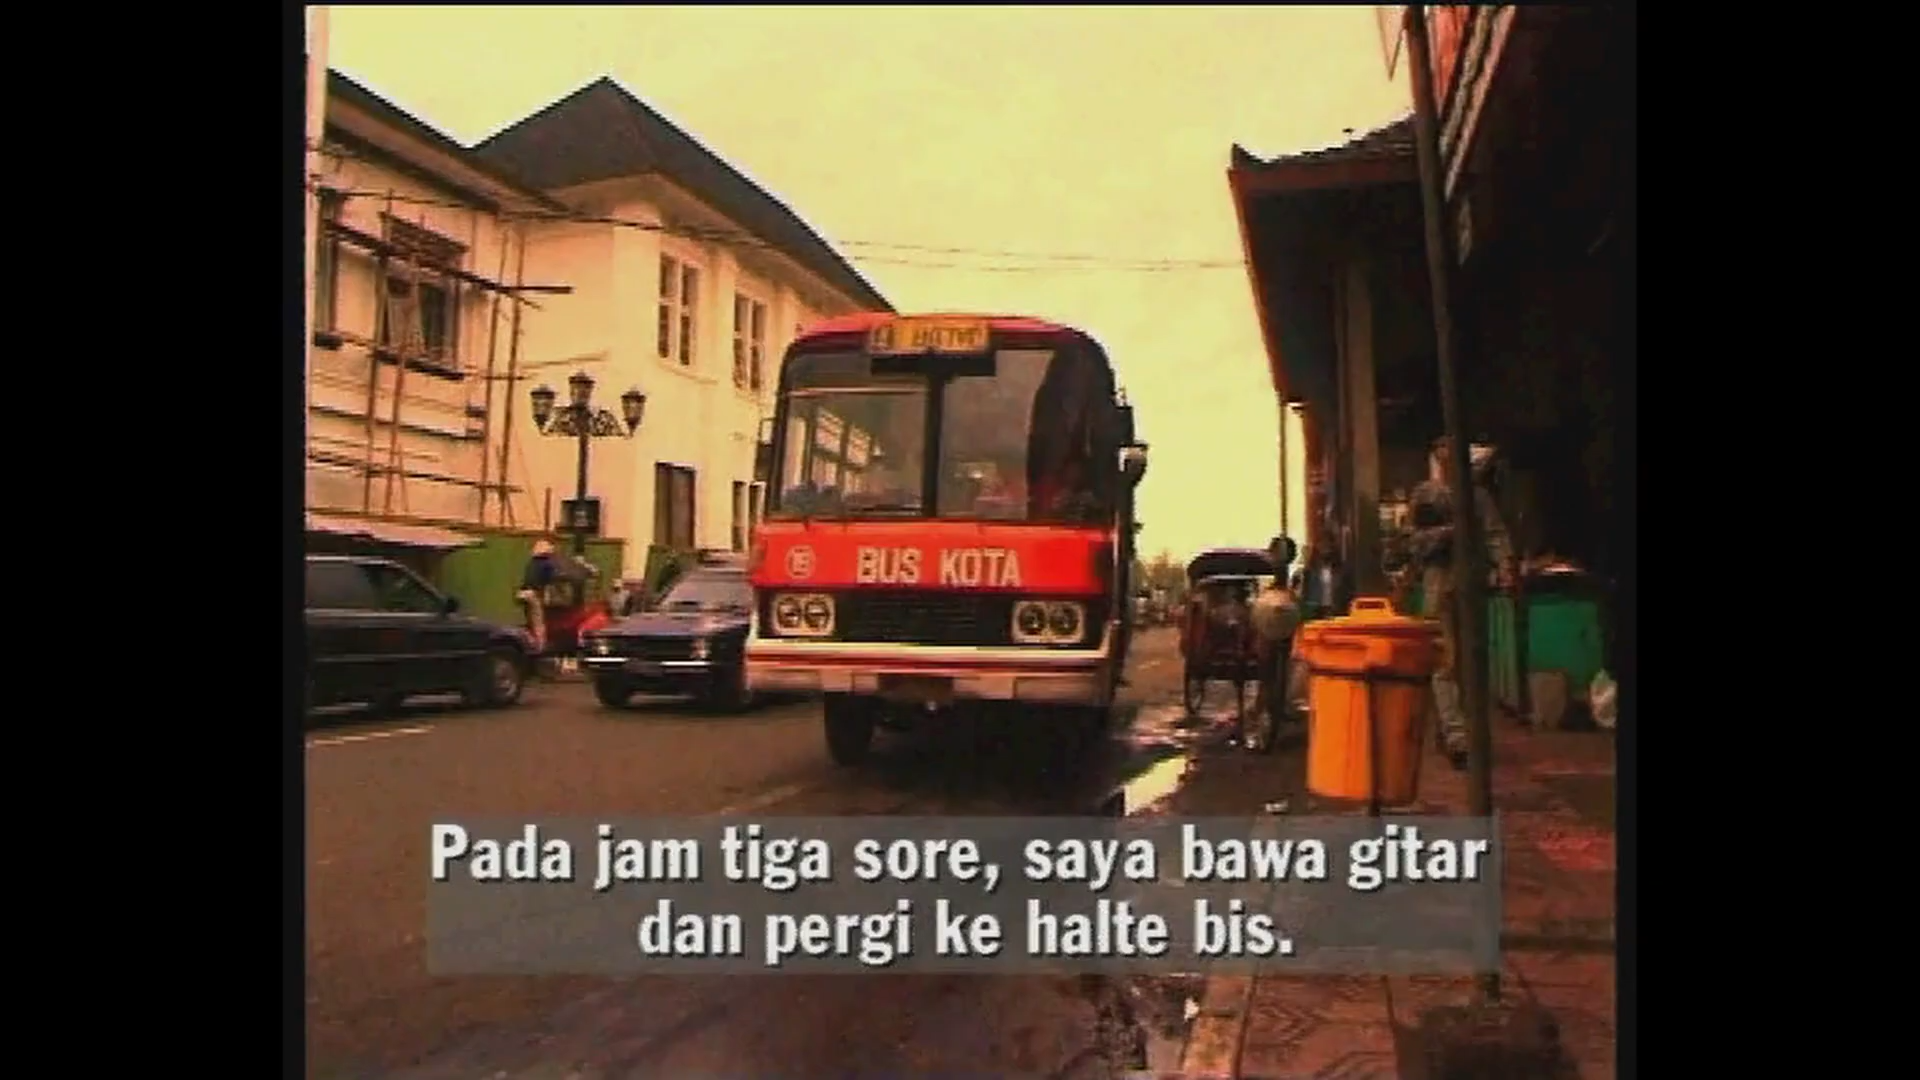 BUS KOTA
Pada jam tiga sore, saya bawa gitar
dan pergi ke halte bis.